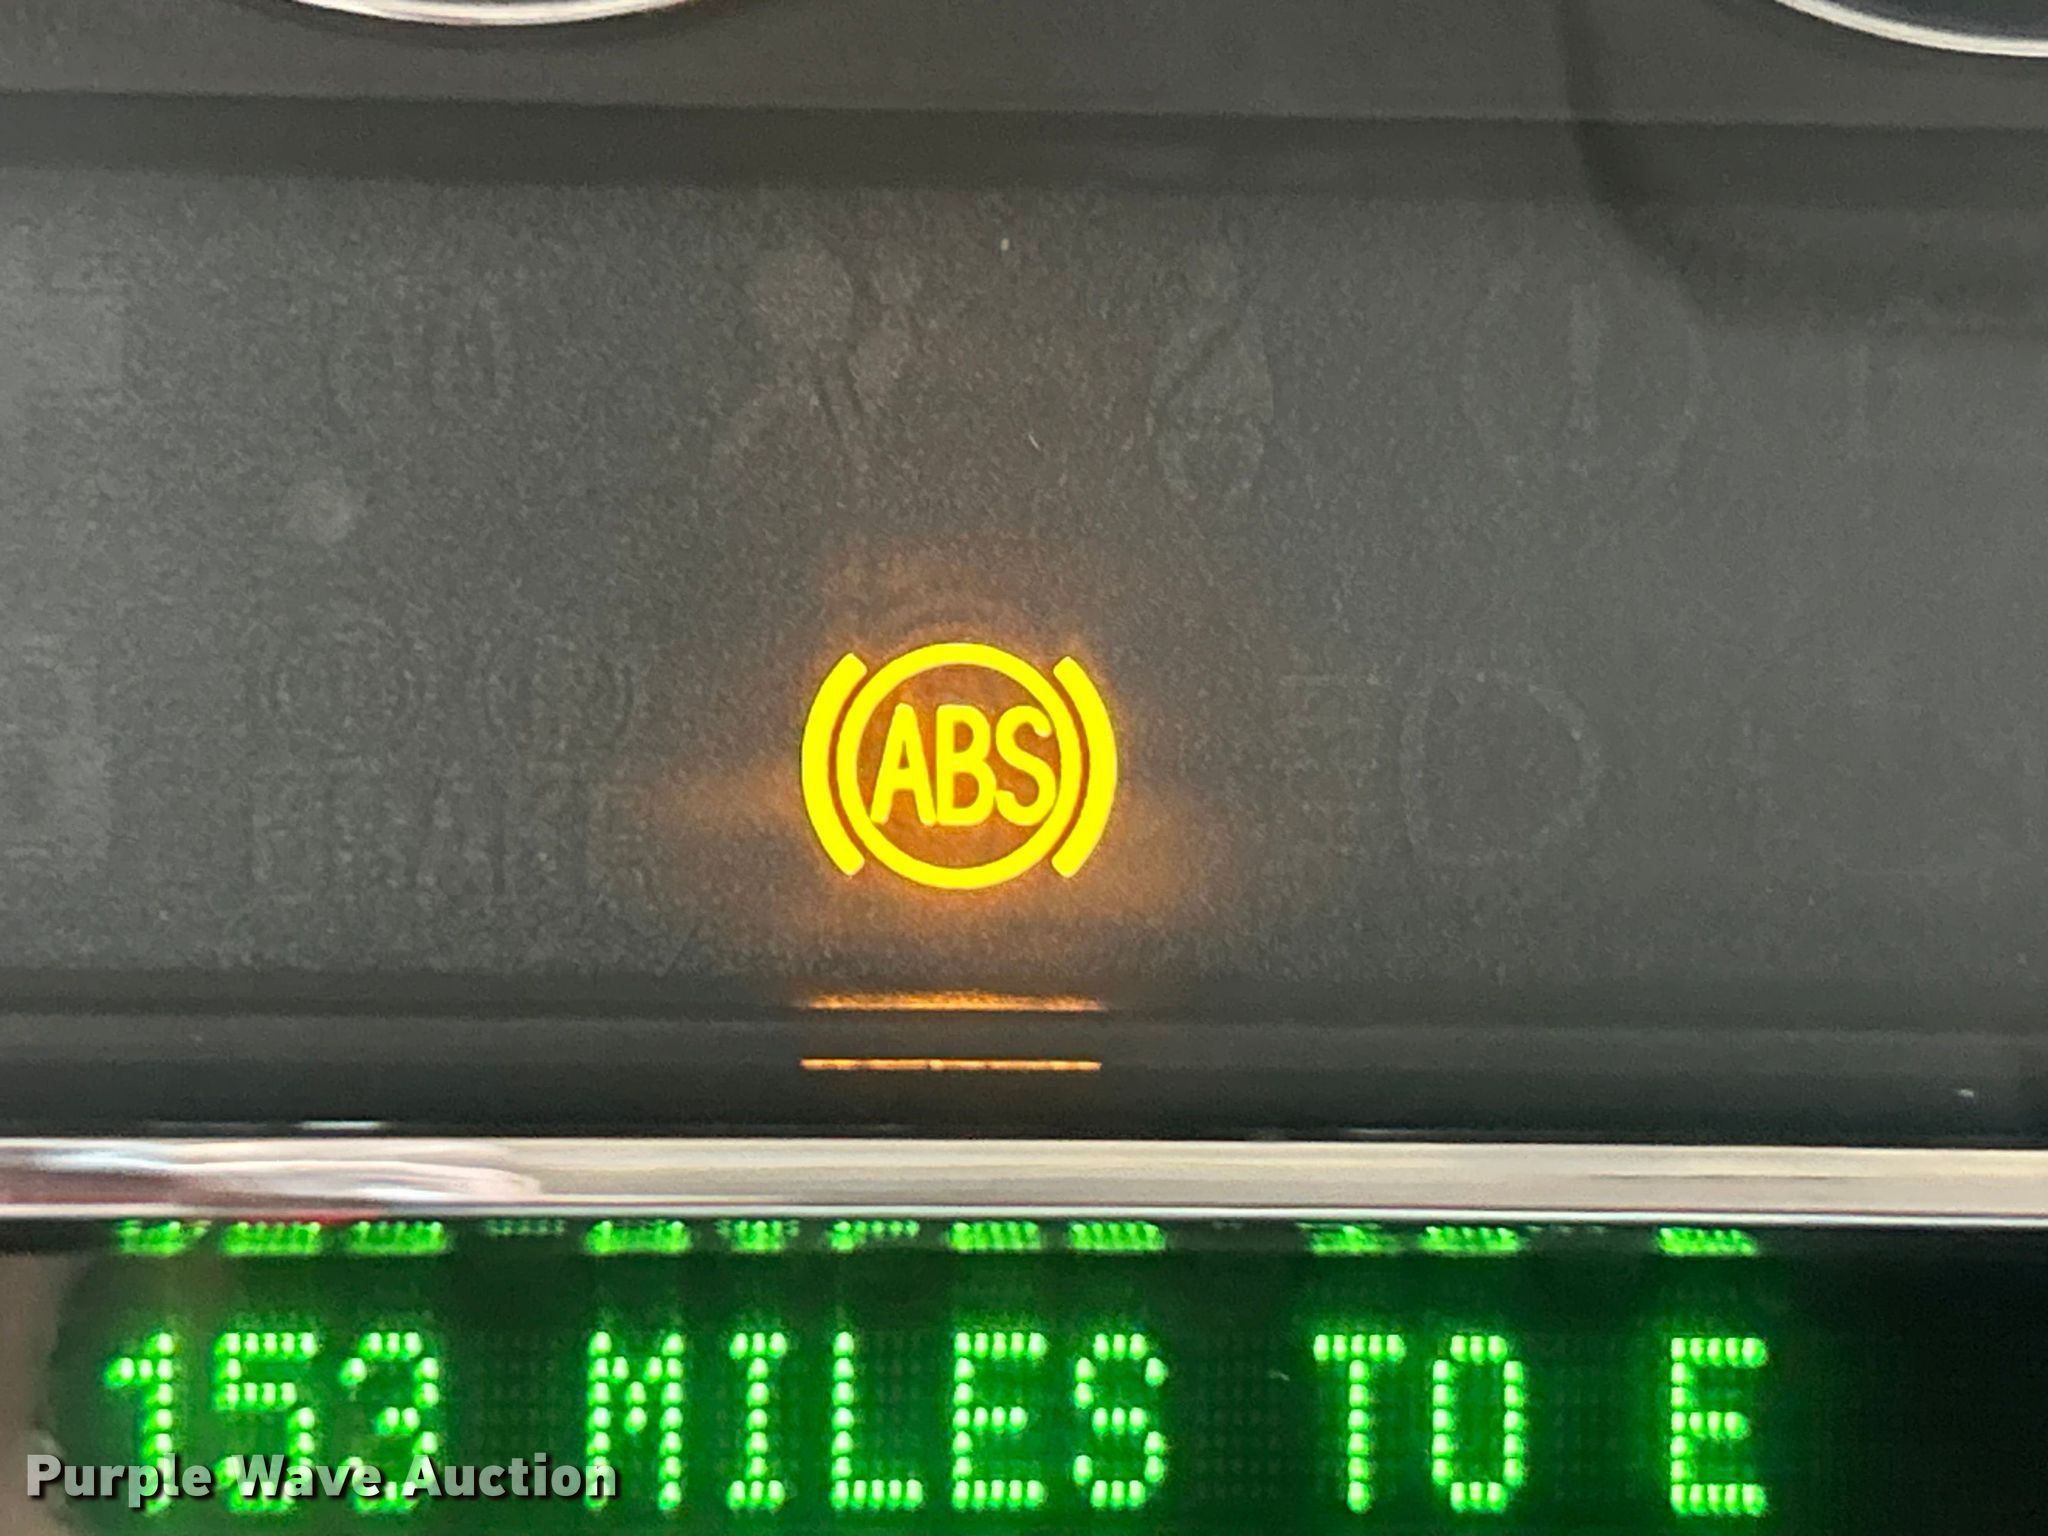 ABS
153 MILES TO E
Purple Wave Auction